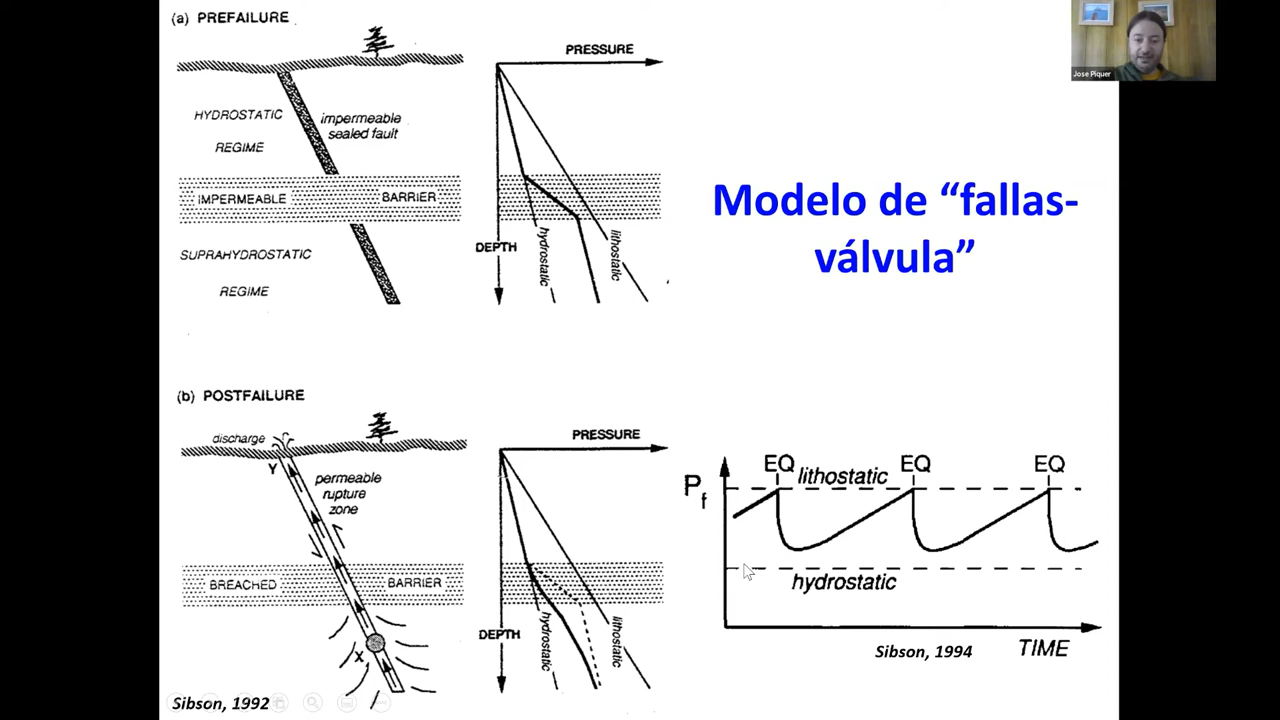 (a) PREFAILURE
PRESSURE
HYDROSTATIC
REGIME
impermeable
sealed fault
IMPERMEABLE
BARRIER
SUPRAHYDROSTATIC
REGIME
DEPTH
hydrostatic
lithostatic
Modelo de “fallas-
válvula”
Jose Piquer
(b) POSTFAILURE
discharge
Y
permeable
rupture
zone
BREACHED
BARRIER
X
PRESSURE
DEPTH
hydrostatic
lithostatic
Sibson, 1992
EQ
EQ
EQ
Pf
lithostatic
hydrostatic
TIME
Sibson, 1994